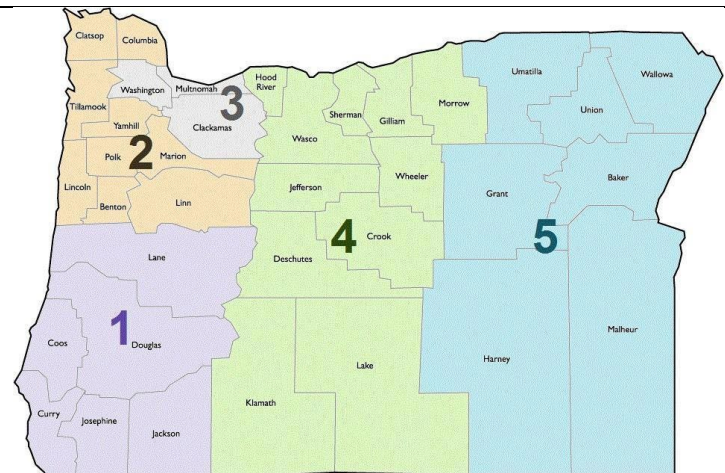 Clatsop
Columbia
Hood
River
Umatilla
Wallowa
Washington
Multnomah
3
Tillamook
Sherman
Morrow
Union
Gilliam
Yamhill
Clackamas
Wasco
2
Polk
Marion
Wheeler
Baker
Lincoln
Jefferson
Grant
Benton
Linn
4
Crook
5
Lane
Deschutes
1
Coos
Douglas
Malheur
Harney
Lake
Klamath
Curry
Josephine
Jackson